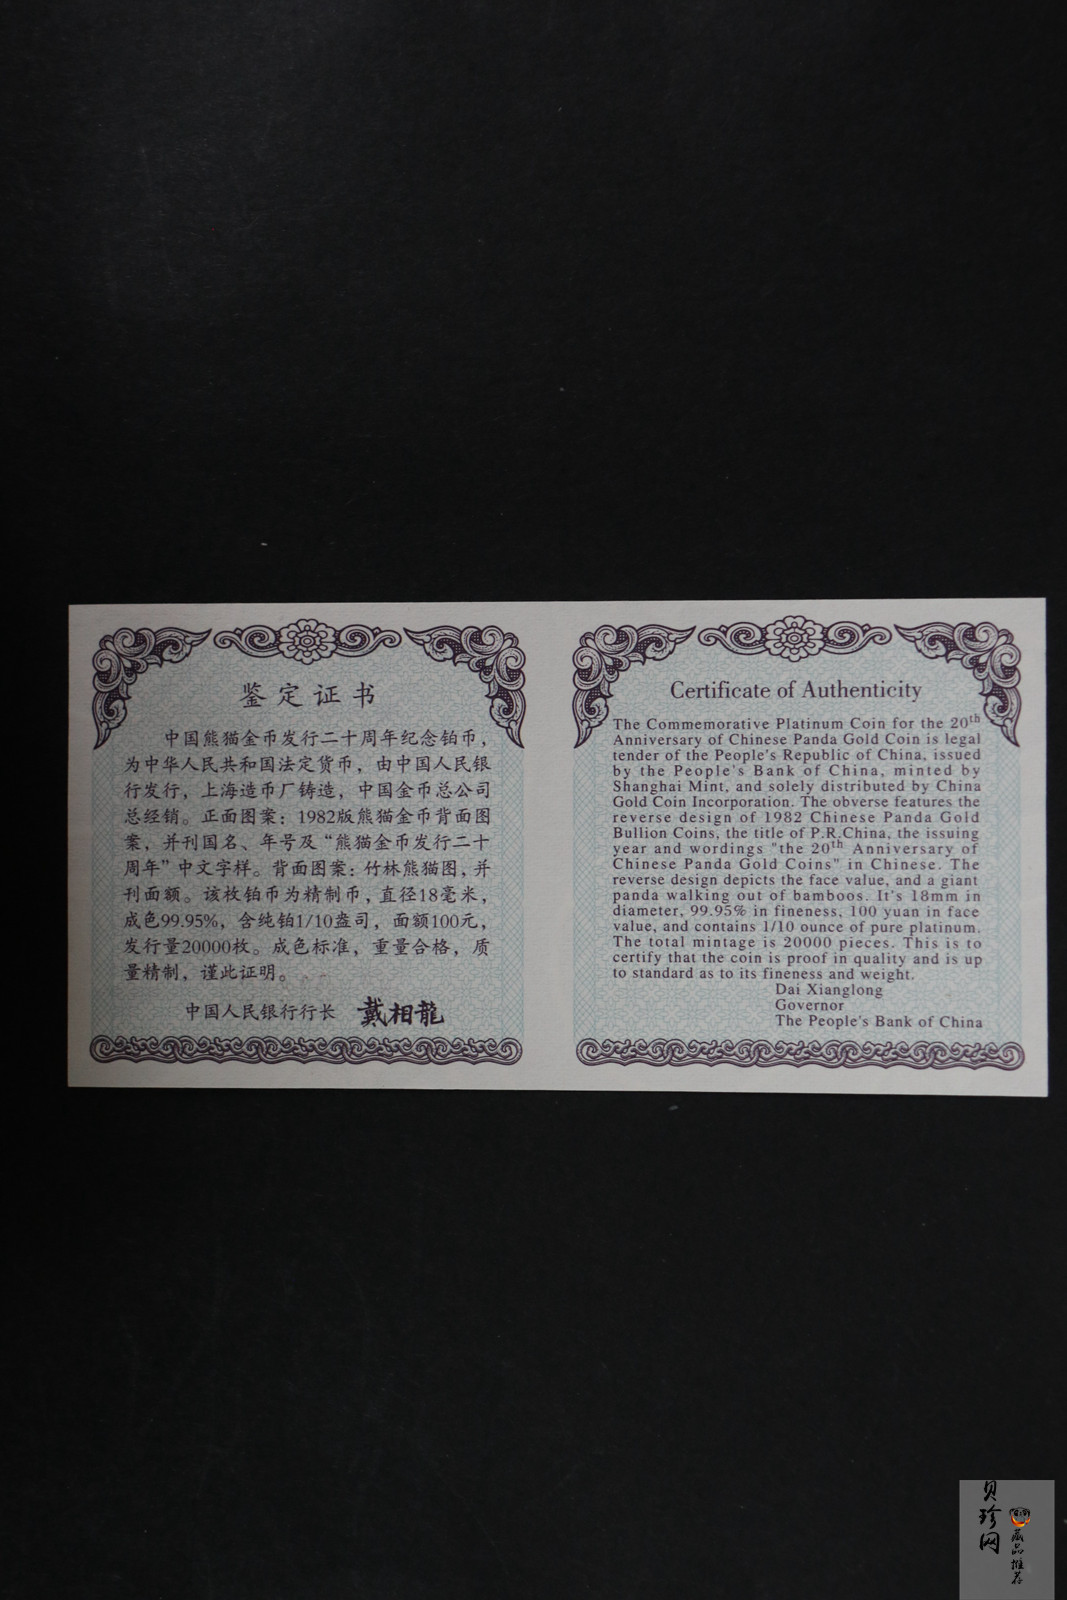 鉴定证书
中国熊猫金币发行二十周年纪念铂币,
为中华人民共和国法定货币，由中国人民银
行发行，上海造币厂铸造，中国金币总公司
总经销。正面图案：1982版熊猫金币背面图
案，并刊国名、年号及“熊猫金币发行二十
周年”中文字样。背面图案：竹林熊猫图，并
刊面额。该枚铂币为精制币，直径18毫米，
成色99.95%，含纯铂1/10盎司，面额100元，
发行量20000枚。成色标准，重量合格，质
量精制，谨此证明。
中国人民银行行长 戴相龍
Certificate of Authenticity
The Commemorative Platinum Coin for the 20th
Anniversary of Chinese Panda Gold Coin is legal
tender of the People's Republic of China, issued
by the People's Bank of China, minted by
Shanghai Mint, and solely distributed by China
Gold Coin Incorporation. The obverse features the
reverse design of 1982 Chinese Panda Gold
Bullion Coins, the title of P.R.China, the issuing
year and wordings "the 20th Anniversary of
Chinese Panda Gold Coins" in Chinese. The
reverse design depicts the face value, and a giant
panda walking out of bamboos. It's 18mm in
diameter, 99.95% in fineness, 100 yuan in face
value, and contains 1/10 ounce of pure platinum.
The total mintage is 20000 pieces. This is to
certify that the coin is proof in quality and is up
to standard as to its fineness and weight.
Dai Xianglong
Governor
The People's Bank of China
贝珍网
藏品推荐